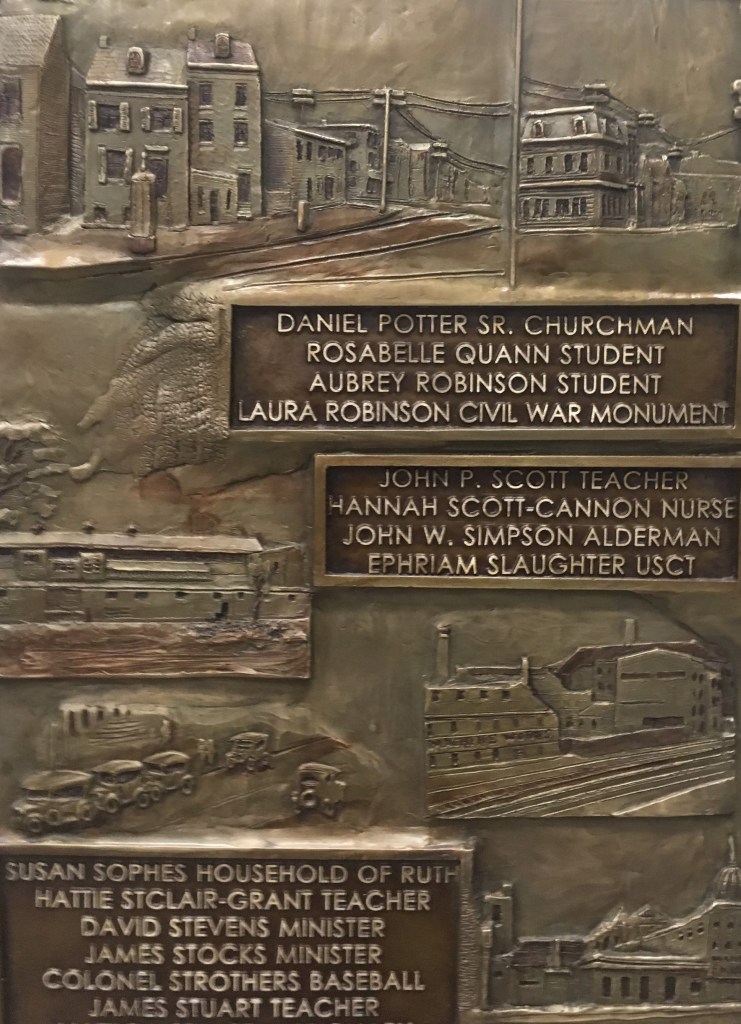 DANIEL POTTER SR. CHURCHMAN
ROSABELLE QUANN STUDENT
AUBREY ROBINSON STUDENT
LAURA ROBINSON CIVIL WAR MONUMENT
JOHN P. SCOTT TEACHER
HANNAH SCOTT-CANNON NURSE
JOHN W. SIMPSON ALDERMAN
EPHRIAM SLAUGHTER USCT
SUSAN SOPHES HOUSEHOLD OF RUTH
HATTIE STCLAIR-GRANT TEACHER
DAVID STEVENS MINISTER
JAMES STOCKS MINISTER
COLONEL STROTHERS BASEBALL
JAMES STUART TEACHER